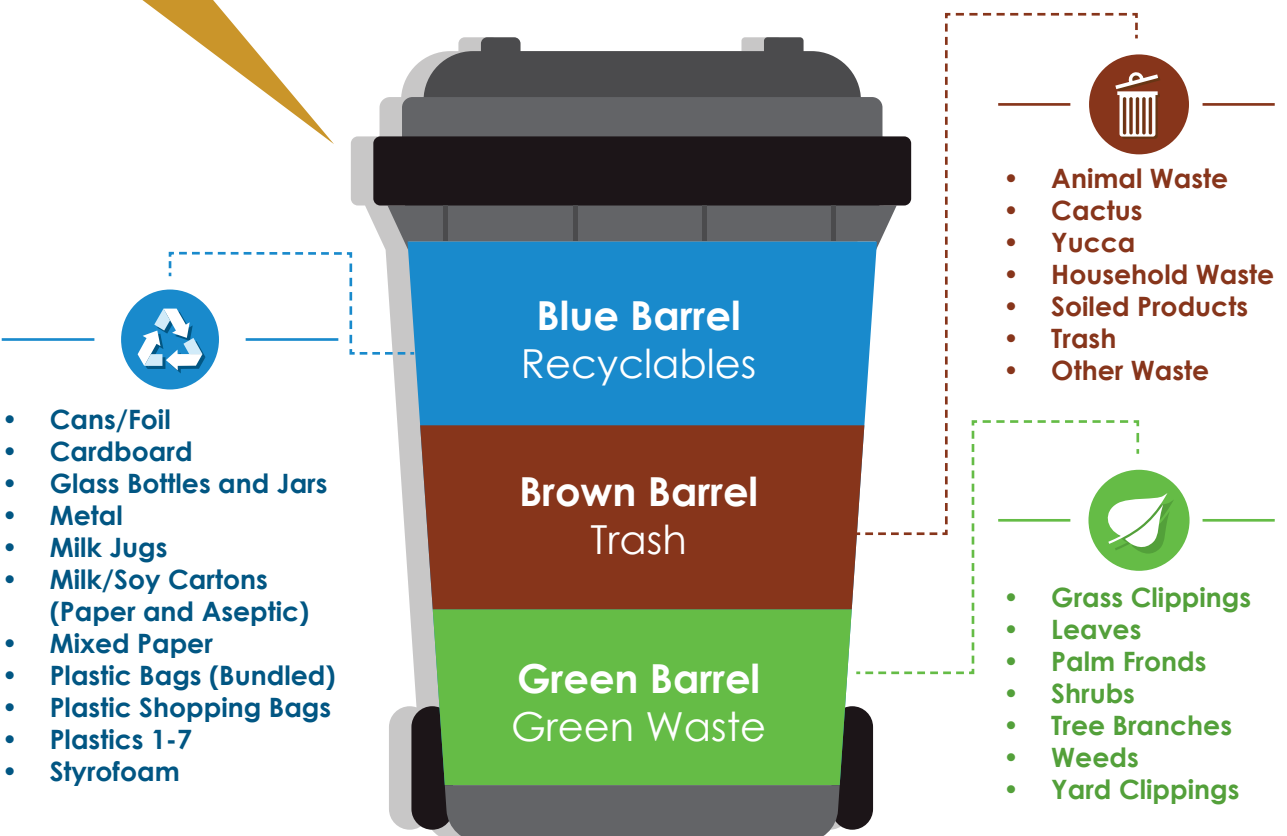 Blue Barrel
Recyclables
Brown Barrel
Trash
Green Barrel
Green Waste
• Cans/Foil
• Cardboard
• Glass Bottles and Jars
• Metal
• Milk Jugs
• Milk/Soy Cartons
(Paper and Aseptic)
• Mixed Paper
• Plastic Bags (Bundled)
• Plastic Shopping Bags
• Plastics 1-7
• Styrofoam
• Animal Waste
• Cactus
• Yucca
• Household Waste
• Soiled Products
• Trash
• Other Waste
• Grass Clippings
• Leaves
• Palm Fronds
• Shrubs
• Tree Branches
• Weeds
• Yard Clippings